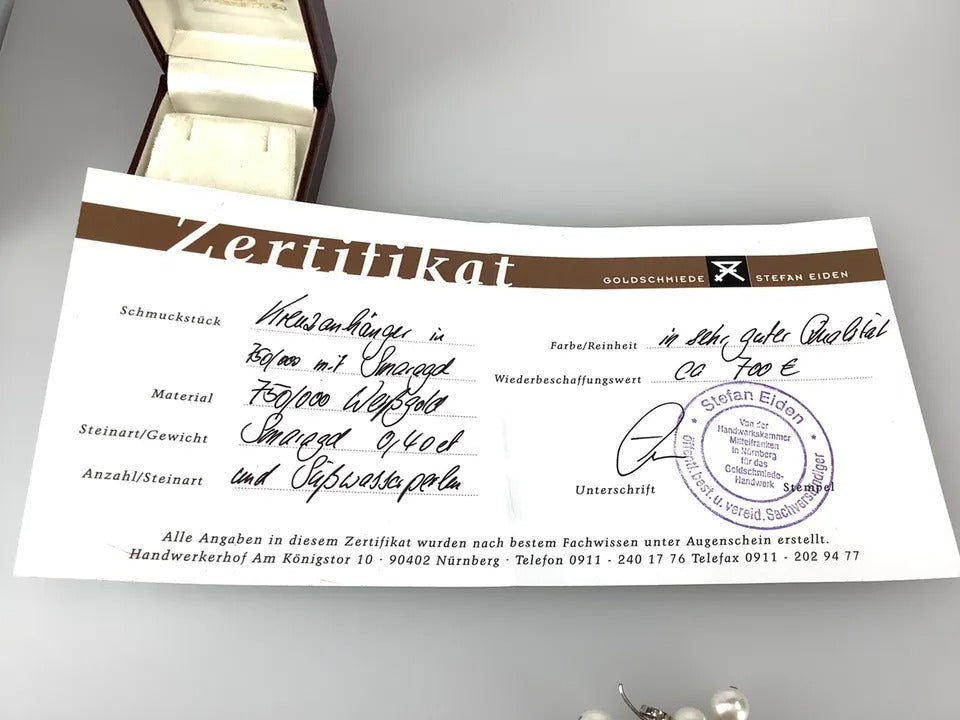 Zertifikat
GOLDSCHMIEDE STEFAN EIDEN
Schmuckstück Kreuzanhänger in
750/000 mit Smaragd
Material 750/000 Weißgold
Steinart/Gewicht Smaragd 0,40 ct
Anzahl/Steinart und Süßwasserperlen
Farbe/Reinheit in sehr guter Qualität
Wiederbeschaffungswert ca 700 €
Unterschrift
Stempel
* Stefan Eiden *
öffentl. best. u. vereid. Sachverständiger
Von der
Handwerkskammer
Mittelfranken
in Nürnberg
für das
Goldschmiede-
Handwerk
Alle Angaben in diesem Zertifikat wurden nach bestem Fachwissen unter Augenschein erstellt.
Handwerkerhof Am Königstor 10 · 90402 Nürnberg · Telefon 0911 - 240 17 76 Telefax 0911 - 202 94 77